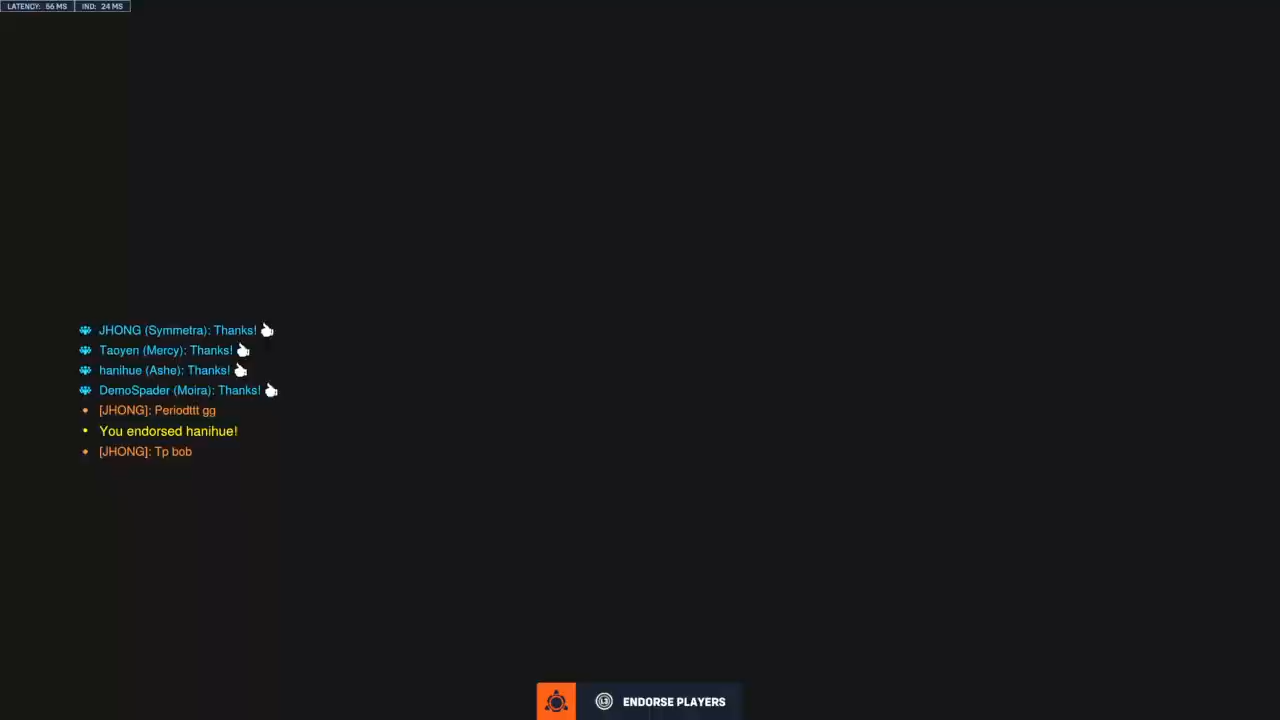 LATENCY: 56 MS IND: 24 MS
JHONG (Symmetra): Thanks!
Taoyen (Mercy): Thanks!
hanihue (Ashe): Thanks!
DemoSpader (Moira): Thanks!
[JHONG]: Periodttt gg
You endorsed hanihue!
[JHONG]: Tp bob
L3 ENDORSE PLAYERS